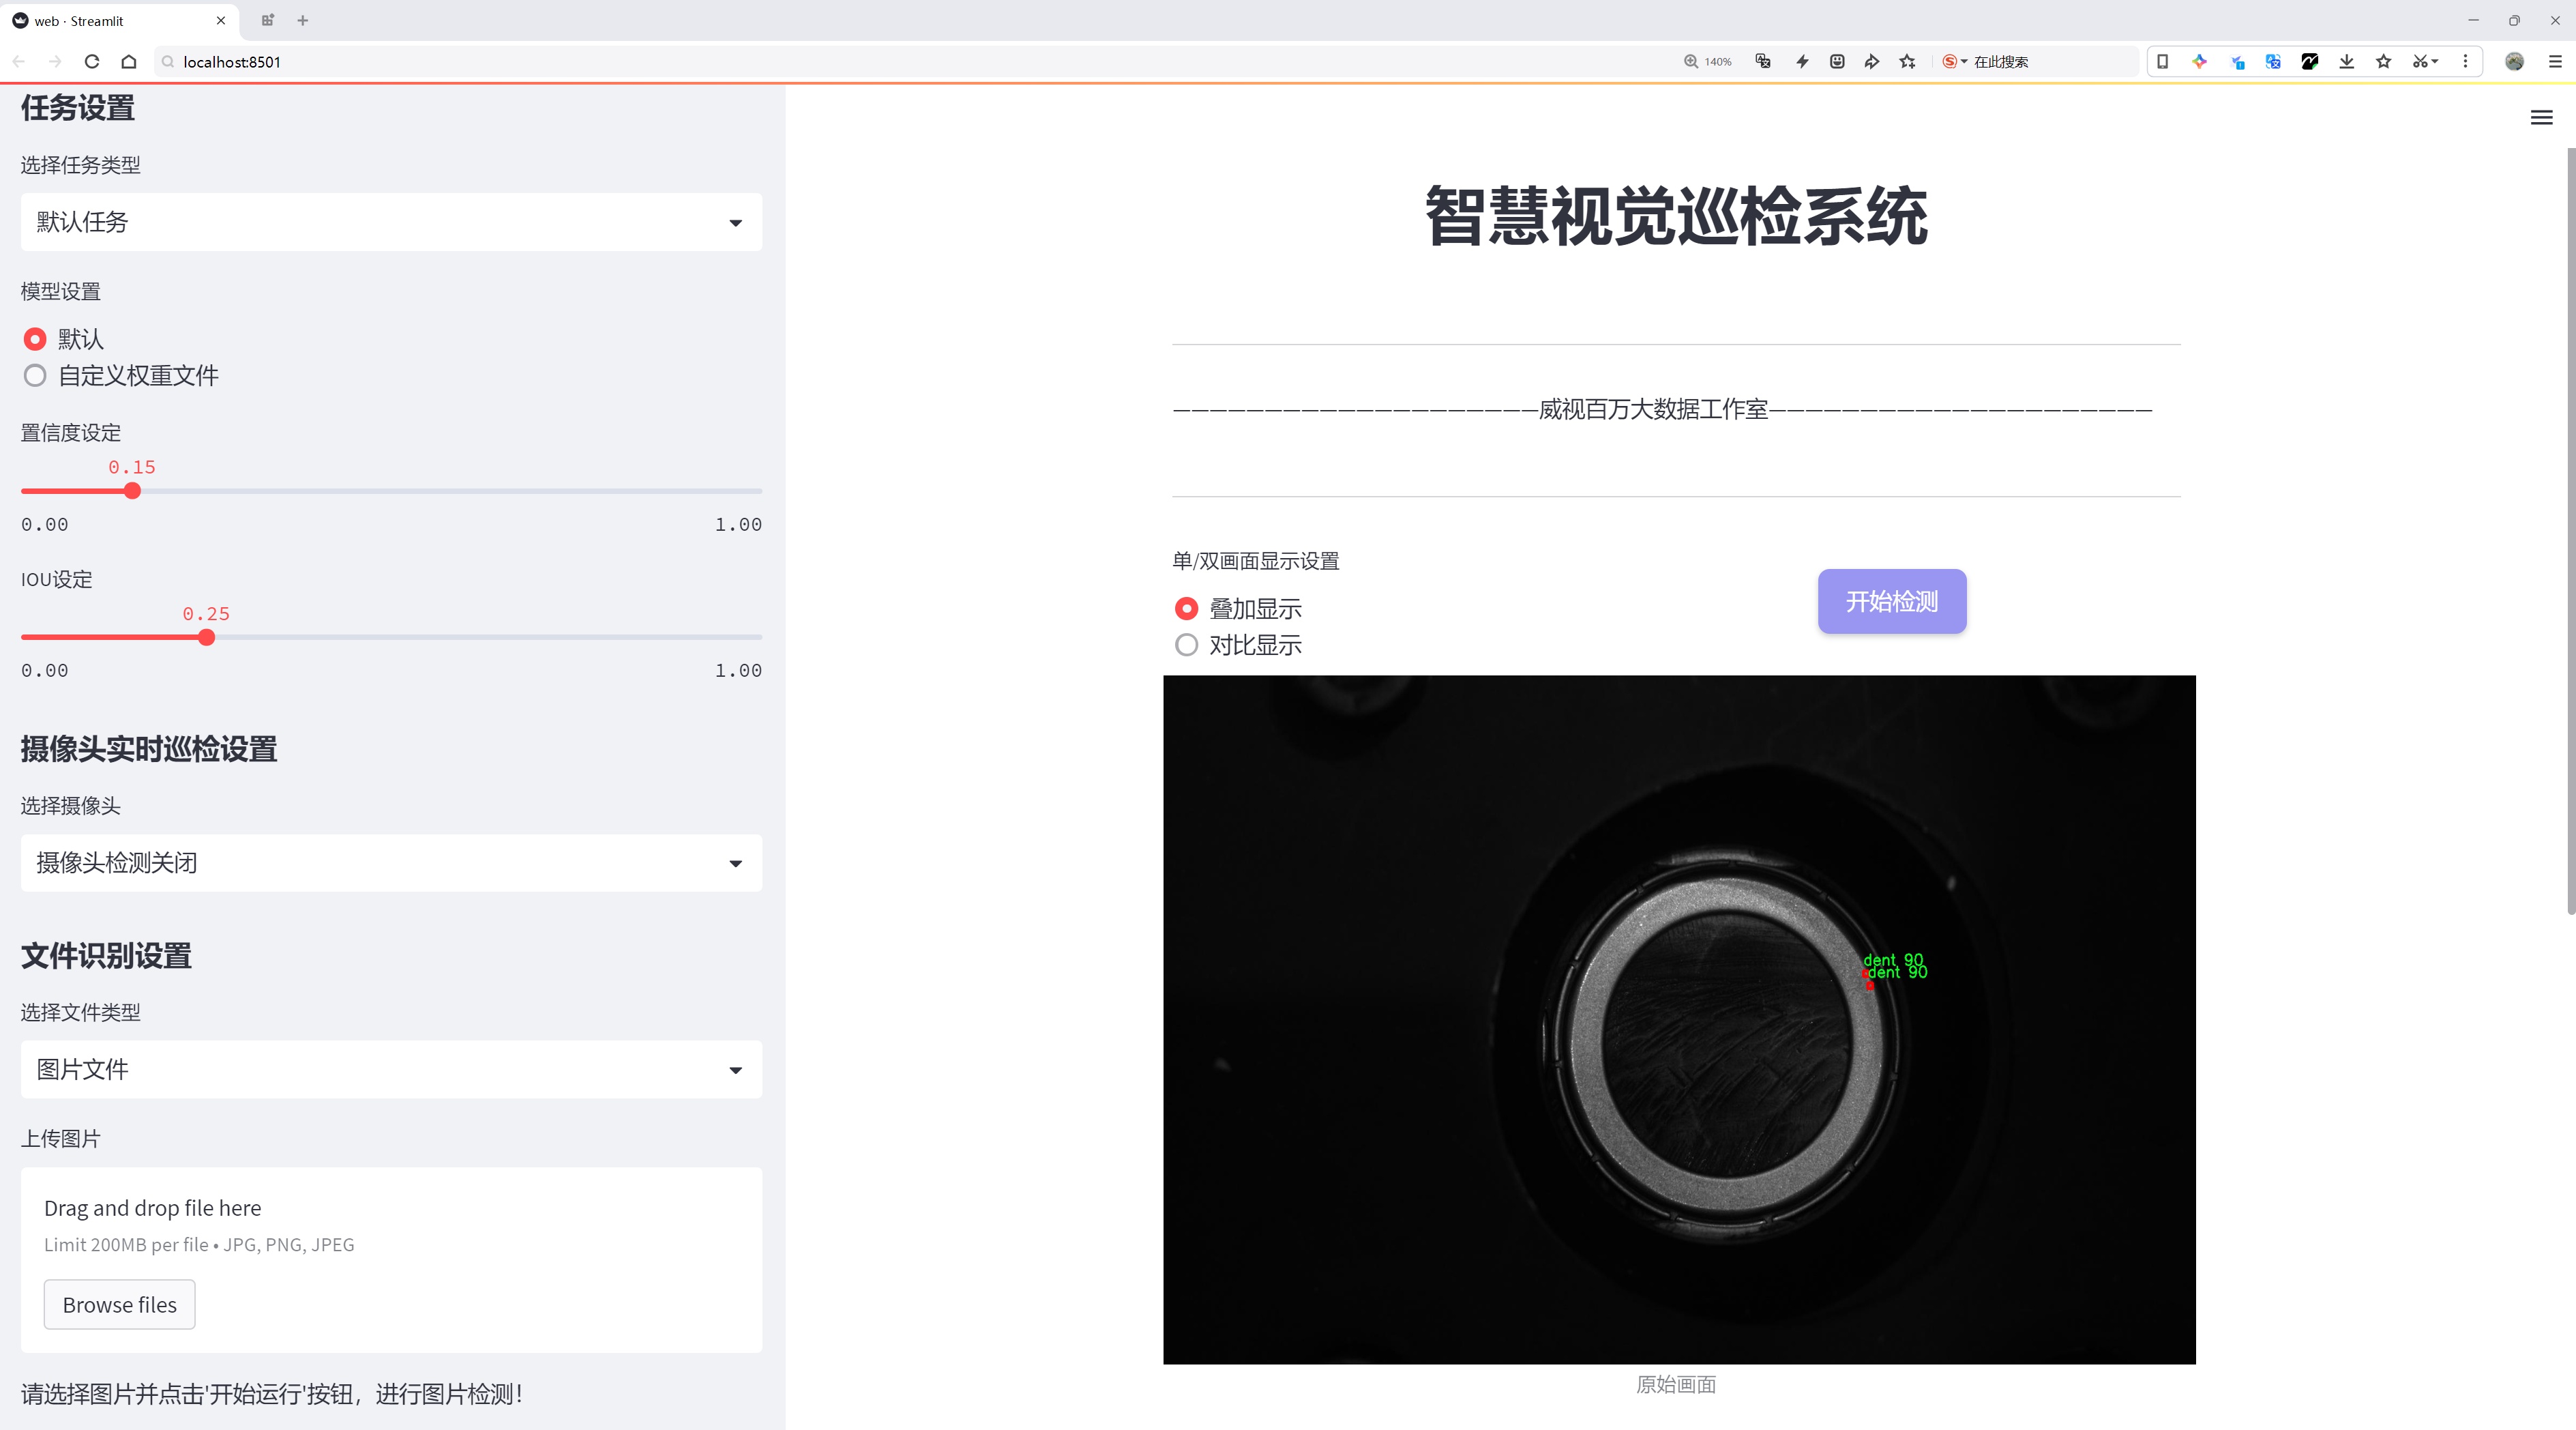 web · Streamlit
localhost:8501
140%
在此搜索
任务设置
选择任务类型
默认任务
模型设置
默认
自定义权重文件
置信度设定
0.15
0.00
1.00
IOU设定
0.25
0.00
1.00
摄像头实时巡检设置
选择摄像头
摄像头检测关闭
文件识别设置
选择文件类型
图片文件
上传图片
Drag and drop file here
Limit 200MB per file • JPG, PNG, JPEG
Browse files
请选择图片并点击'开始运行'按钮，进行图片检测！
智慧视觉巡检系统
————————————————————威视百万大数据工作室—————————————————————
单/双画面显示设置
叠加显示
对比显示
开始检测
dent 90
dent 90
原始画面